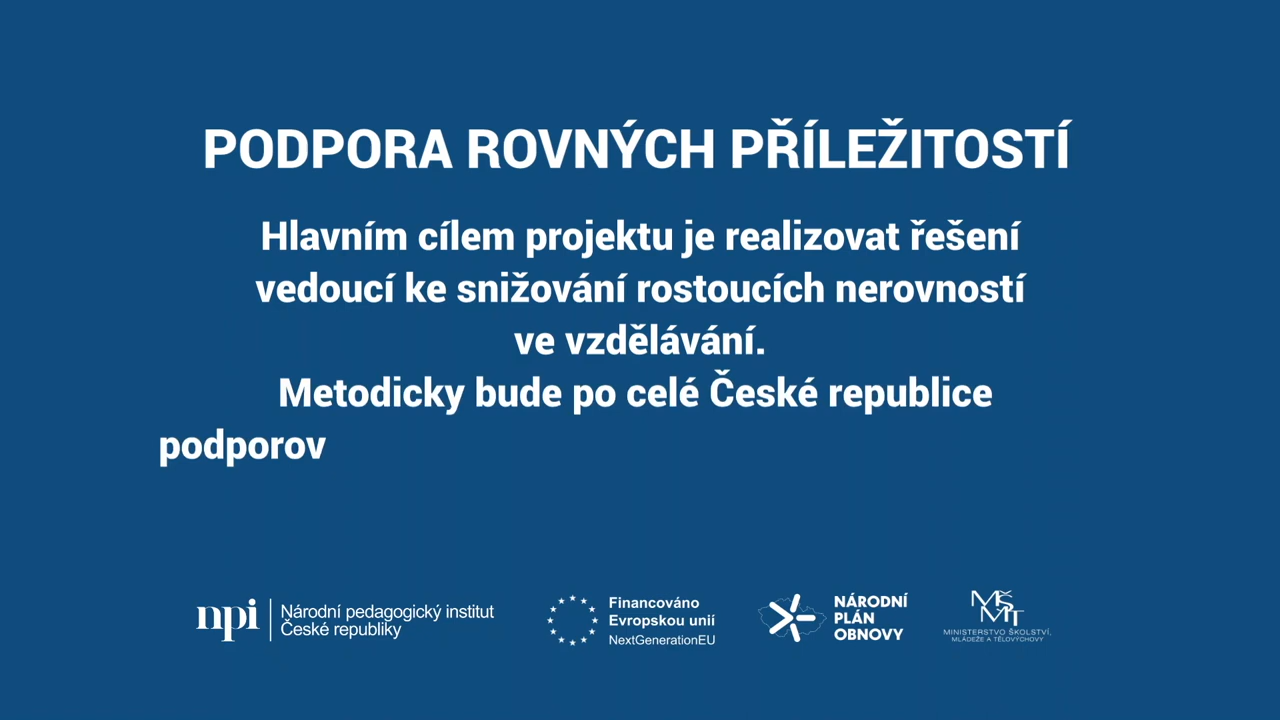 PODPORA ROVNÝCH PŘÍLEŽITOSTÍ
Hlavním cílem projektu je realizovat řešení
vedoucí ke snižování rostoucích nerovností
ve vzdělávání.
Metodicky bude po celé České republice
podporov
npi
Národní pedagogický institut
České republiky
Financováno
Evropskou unií
NextGenerationEU
NÁRODNÍ
PLÁN
OBNOVY
MŠMT
MINISTERSTVO ŠKOLSTVÍ,
MLÁDEŽE A TĚLOVÝCHOVY